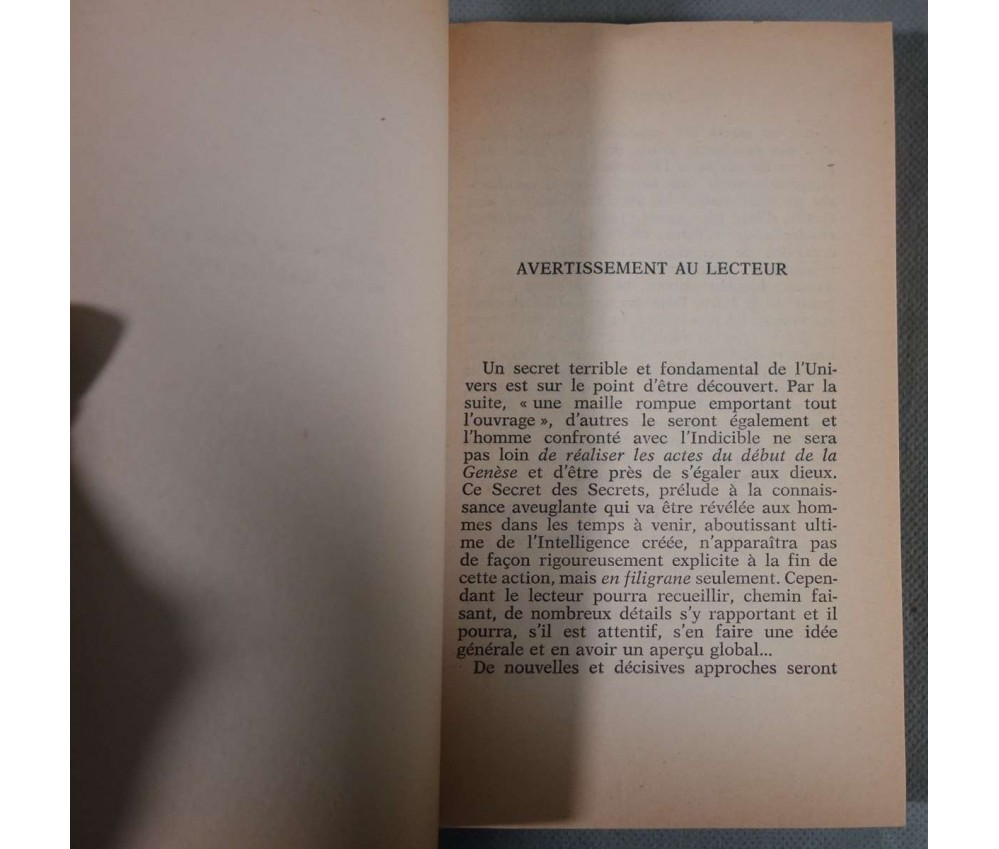 AVERTISSEMENT AU LECTEUR
Un secret terrible et fondamental de l'Uni-
vers est sur le point d'être découvert. Par la
suite, « une maille rompue emportant tout
l'ouvrage », d'autres le seront également et
l'homme confronté avec l'Indicible ne sera
pas loin de réaliser les actes du début de la
Genèse et d'être près de s'égaler aux dieux.
Ce Secret des Secrets, prélude à la connais-
sance aveuglante qui va être révélée aux hom-
mes dans les temps à venir, aboutissant ulti-
me de l'Intelligence créée, n'apparaîtra pas
de façon rigoureusement explicite à la fin de
cette action, mais en filigrane seulement. Cepen-
dant le lecteur pourra recueillir, chemin fai-
sant, de nombreux détails s'y rapportant et il
pourra, s'il est attentif, s'en faire une idée
générale et en avoir un aperçu global...
De nouvelles et décisives approches seront